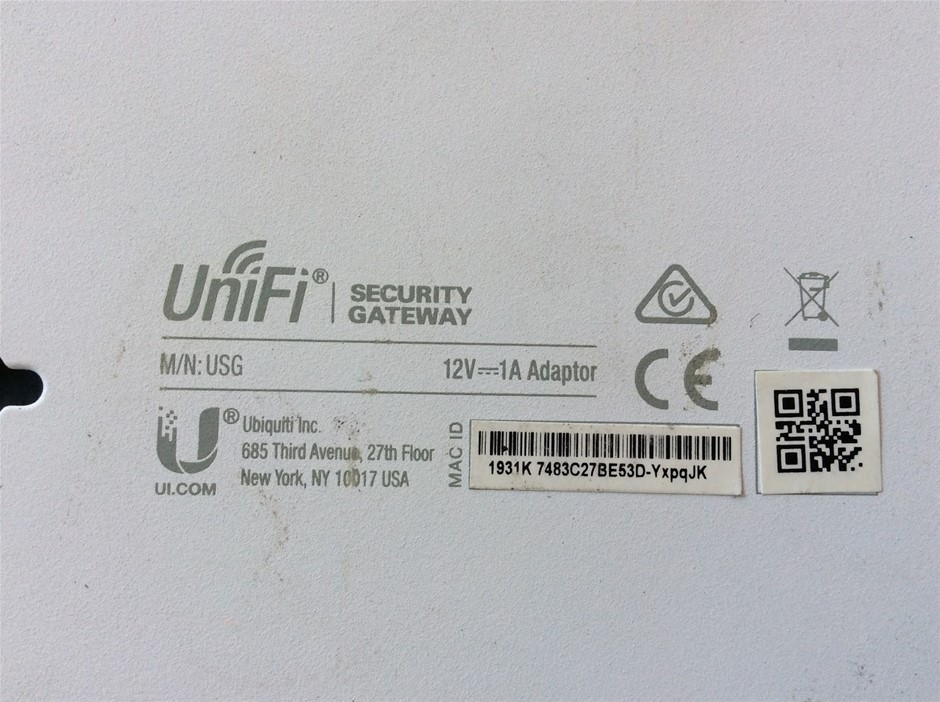 UniFi® | SECURITY GATEWAY
M/N: USG 12V⎓1A Adaptor
U® Ubiquiti Inc.
685 Third Avenue, 27th Floor
New York, NY 10017 USA
UI.COM
MAC ID
1931K 7483C27BE53D-YxpqJK
CE